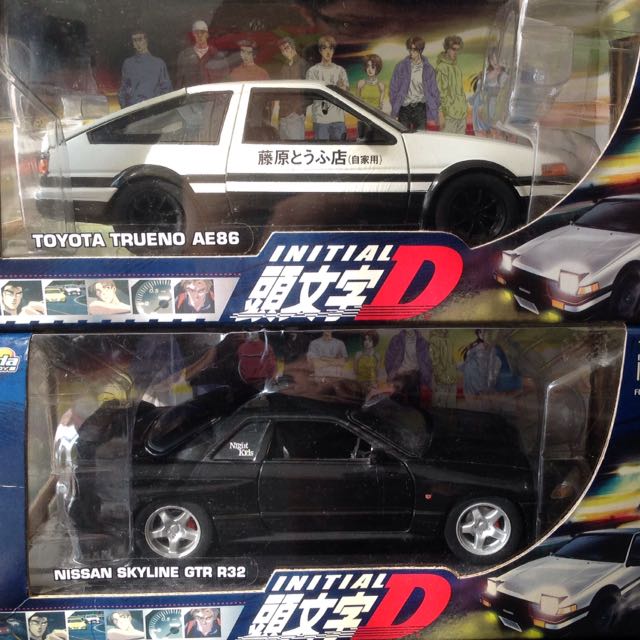 藤原とうふ店(自家用)
TOYOTA TRUENO AE86
INITIAL
頭文字D
Night
Kids
NISSAN SKYLINE GTR R32
INITIAL
頭文字D